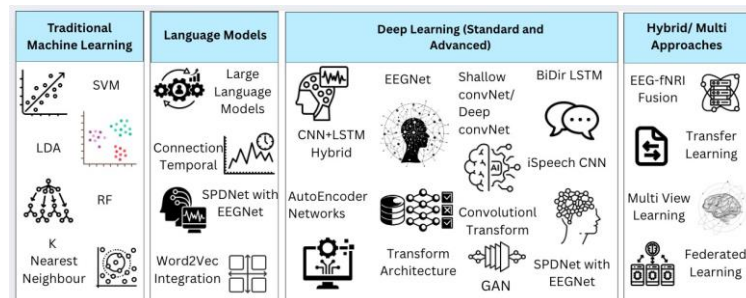 Traditional
Machine Learning
SVM
LDA
RF
K
Nearest
Neighbour
Language Models
Large
Language
Models
Connection
Temporal
SPDNet with
EEGNet
Word2Vec
Integration
Deep Learning (Standard and
Advanced)
EEGNet
Shallow
convNet/
Deep
convNet
BiDir LSTM
CNN+LSTM
Hybrid
AI
iSpeech CNN
AutoEncoder
Networks
Convolutionl
Transform
Transform
Architecture
GAN
SPDNet with
EEGNet
Hybrid/ Multi
Approaches
EEG-fNRI
Fusion
Transfer
Learning
Multi View
Learning
Federated
Learning